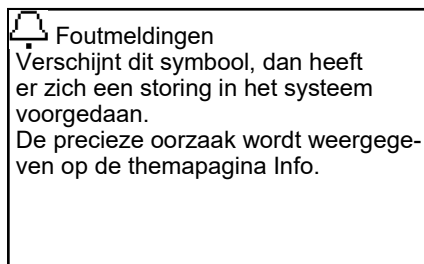 Foutmeldingen
Verschijnt dit symbool, dan heeft
er zich een storing in het systeem
voorgedaan.
De precieze oorzaak wordt weergege-
ven op de themapagina Info.